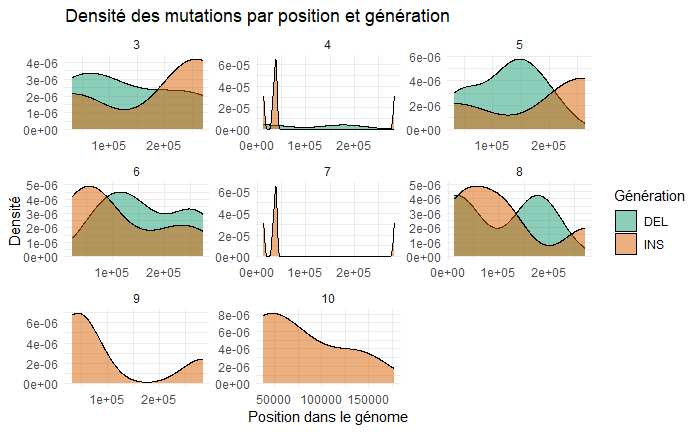 Densité des mutations par position et génération
3 4 5
4e-06 3e-06 2e-06 1e-06 0e+00
1e+05 2e+05
6e-05 4e-05 2e-05 0e+00
0e+00 1e+05 2e+05
6e-06 4e-06 2e-06 0e+00
1e+05 2e+05
6 7 8
5e-06 4e-06 3e-06 2e-06 1e-06 0e+00
1e+05 2e+05
6e-05 4e-05 2e-05 0e+00
0e+00 1e+05 2e+05
5e-06 4e-06 3e-06 2e-06 1e-06 0e+00
0e+00 1e+05 2e+05
9 10
6e-06 4e-06 2e-06 0e+00
1e+05 2e+05
8e-06 6e-06 4e-06 2e-06 0e+00
50000 100000 150000
Densité
Position dans le génome
Génération
DEL
INS